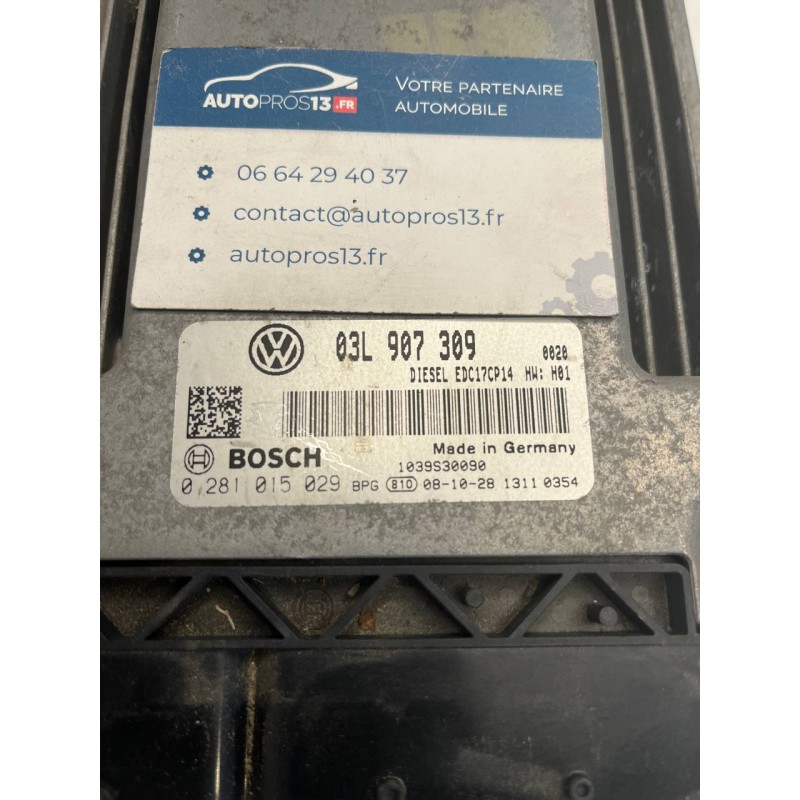 AUTOPROS13.FR
VOTRE PARTENAIRE
AUTOMOBILE
06 64 29 40 37
contact@autopros13.fr
autopros13.fr
03L 907 309 0020
DIESEL EDC17CP14 HW: H01
Made in Germany
BOSCH
1039S30090
0 281 015 029 BPG 810 08-10-28 1311 0354